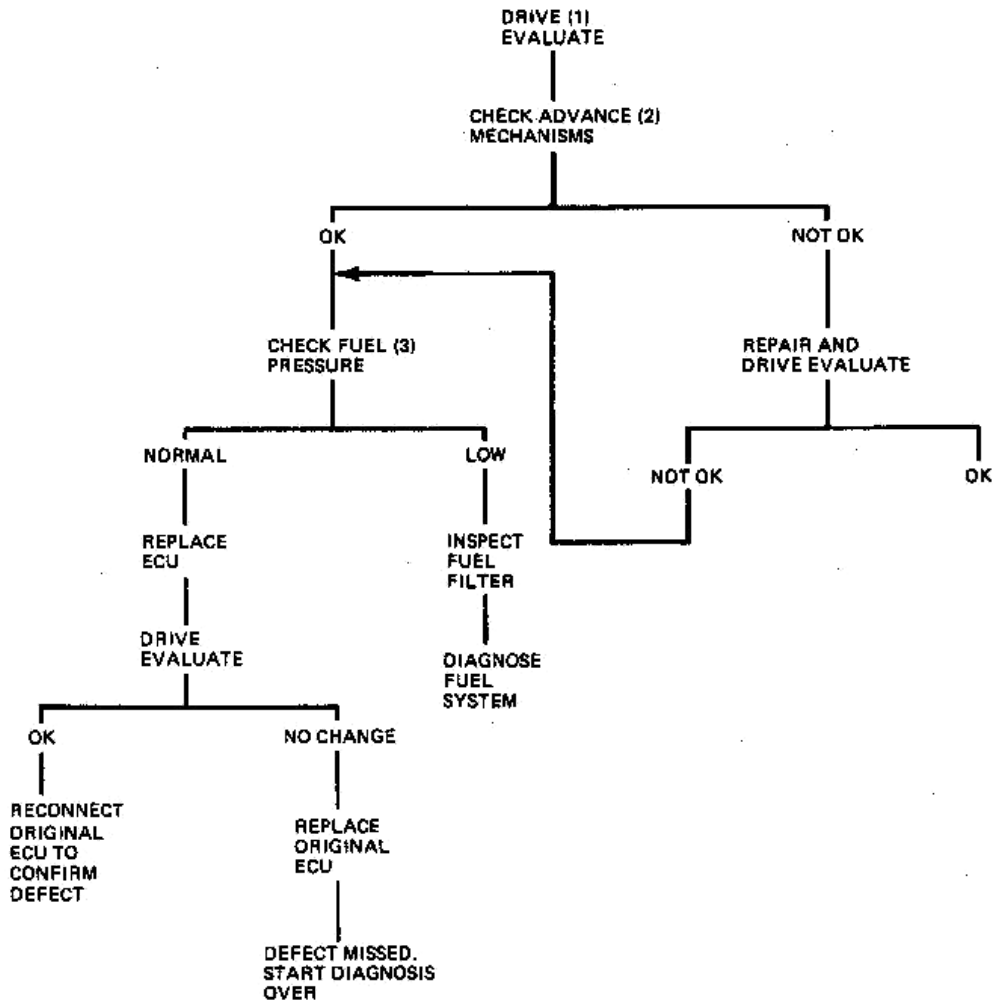 DRIVE (1)
EVALUATE
CHECK ADVANCE (2)
MECHANISMS
OK
NOT OK
CHECK FUEL (3)
PRESSURE
REPAIR AND
DRIVE EVALUATE
NORMAL
LOW
NOT OK
OK
REPLACE
ECU
INSPECT
FUEL
FILTER
DRIVE
EVALUATE
DIAGNOSE
FUEL
SYSTEM
OK
NO CHANGE
RECONNECT
ORIGINAL
ECU TO
CONFIRM
DEFECT
REPLACE
ORIGINAL
ECU
DEFECT MISSED.
START DIAGNOSIS
OVER